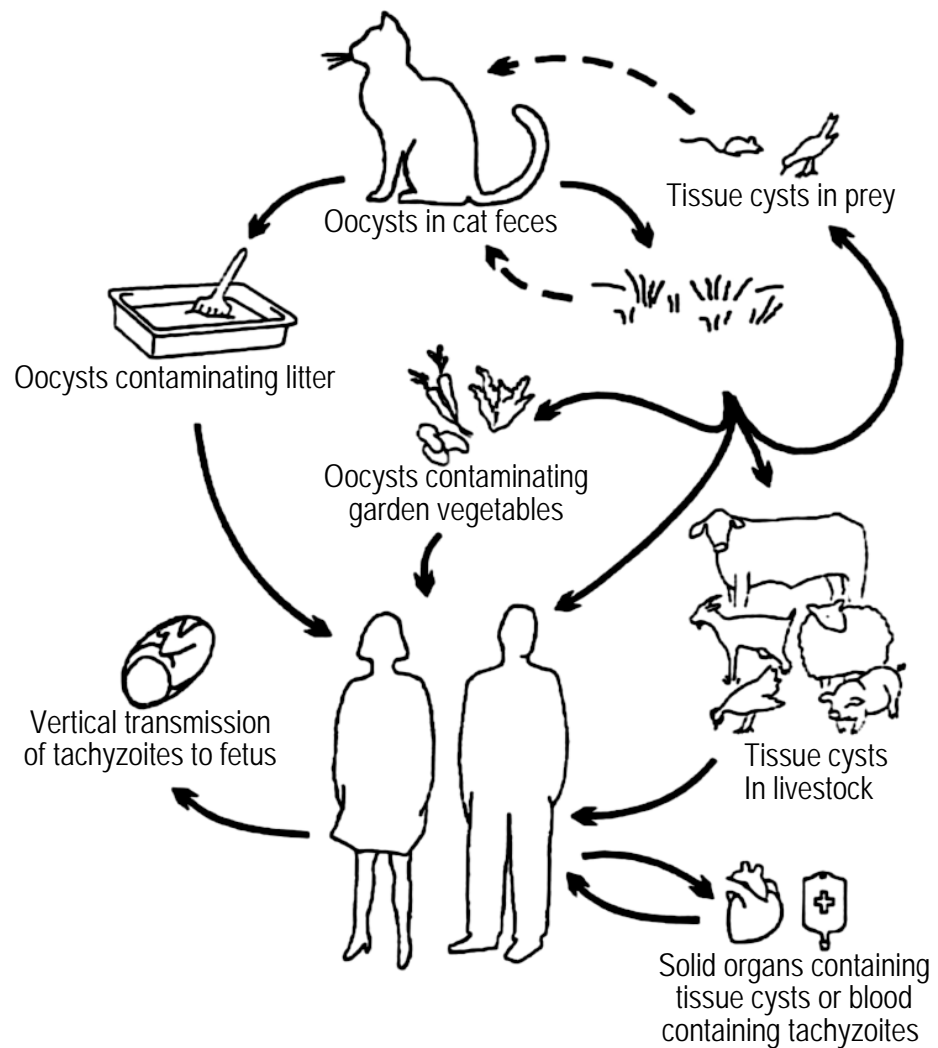 Oocysts in cat feces
Tissue cysts in prey
Oocysts contaminating litter
Oocysts contaminating
garden vegetables
Vertical transmission
of tachyzoites to fetus
Tissue cysts
In livestock
Solid organs containing
tissue cysts or blood
containing tachyzoites